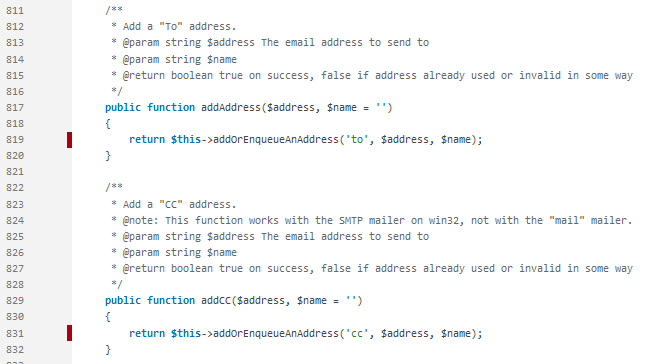 811 /**
812 * Add a "To" address.
813 * @param string $address The email address to send to
814 * @param string $name
815 * @return boolean true on success, false if address already used or invalid in some way
816 */
817 public function addAddress($address, $name = '')
818 {
819 return $this->addOrEnqueueAnAddress('to', $address, $name);
820 }
821
822 /**
823 * Add a "CC" address.
824 * @note: This function works with the SMTP mailer on win32, not with the "mail" mailer.
825 * @param string $address The email address to send to
826 * @param string $name
827 * @return boolean true on success, false if address already used or invalid in some way
828 */
829 public function addCC($address, $name = '')
830 {
831 return $this->addOrEnqueueAnAddress('cc', $address, $name);
832 }